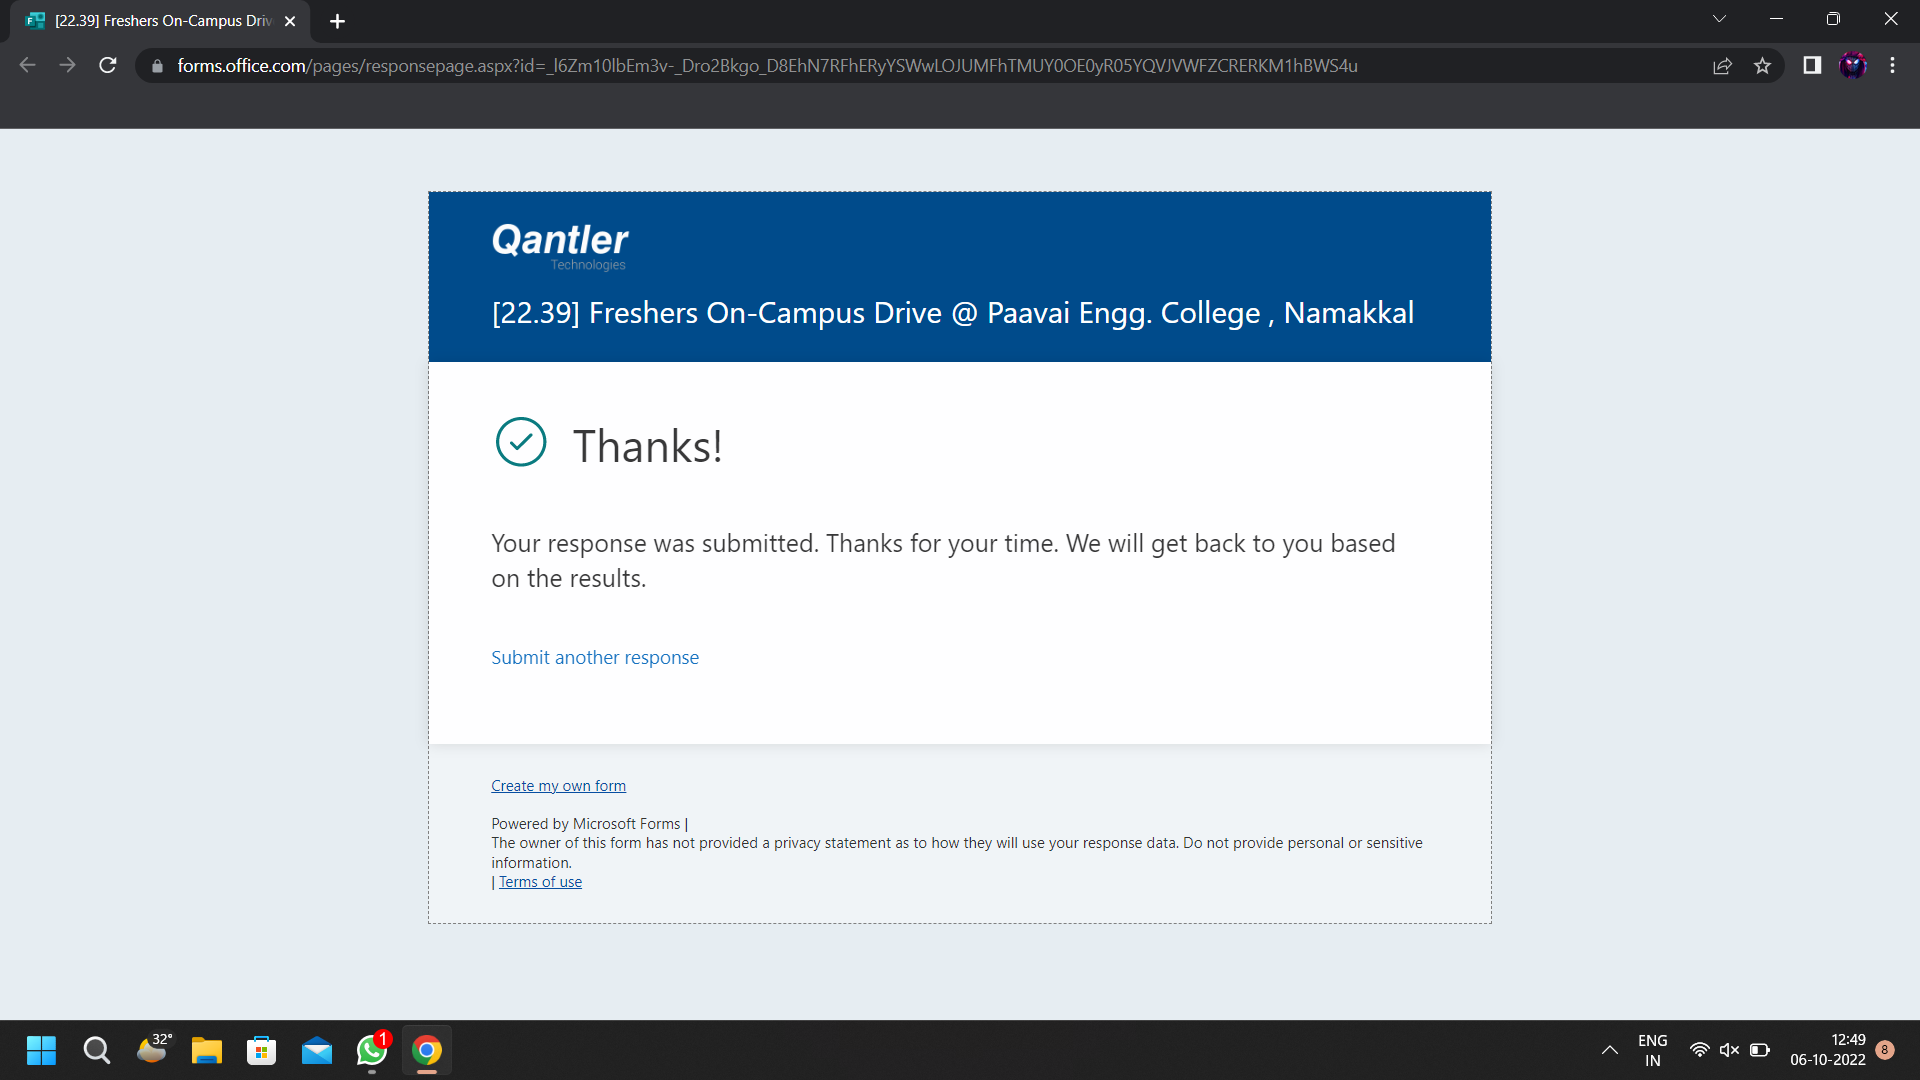 [22.39] Freshers On-Campus Driv
forms.office.com/pages/responsepage.aspx?id=_l6Zm10lbEm3v-_Dro2Bkgo_D8EhN7RFhERyYSWwLOJUMFhTMUY0OE0yR05YQVJVWFZCRERKM1hBWS4u
Qantler
Technologies
[22.39] Freshers On-Campus Drive @ Paavai Engg. College , Namakkal
Thanks!
Your response was submitted. Thanks for your time. We will get back to you based
on the results.
Submit another response
Create my own form
Powered by Microsoft Forms |
The owner of this form has not provided a privacy statement as to how they will use your response data. Do not provide personal or sensitive
information.
| Terms of use
32°
1
ENG
IN
12:49
06-10-2022
8